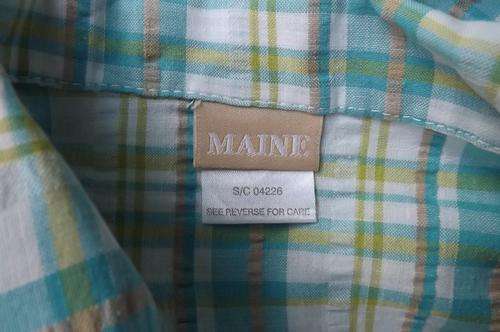 MAINE
S/C 04226
SEE REVERSE FOR CARE